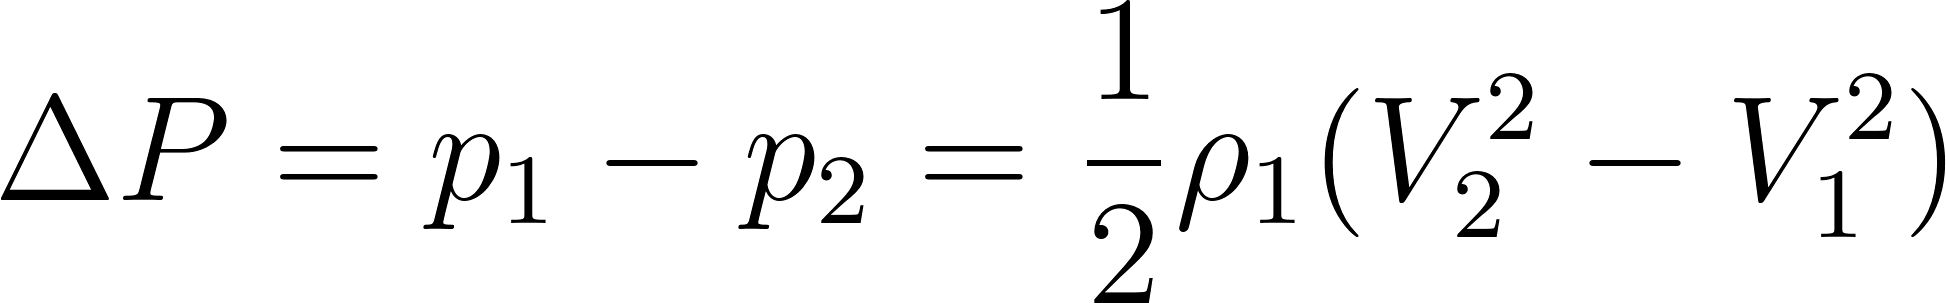 ΔP = p₁ − p₂ = ½ρ₁(V₂² − V₁²)